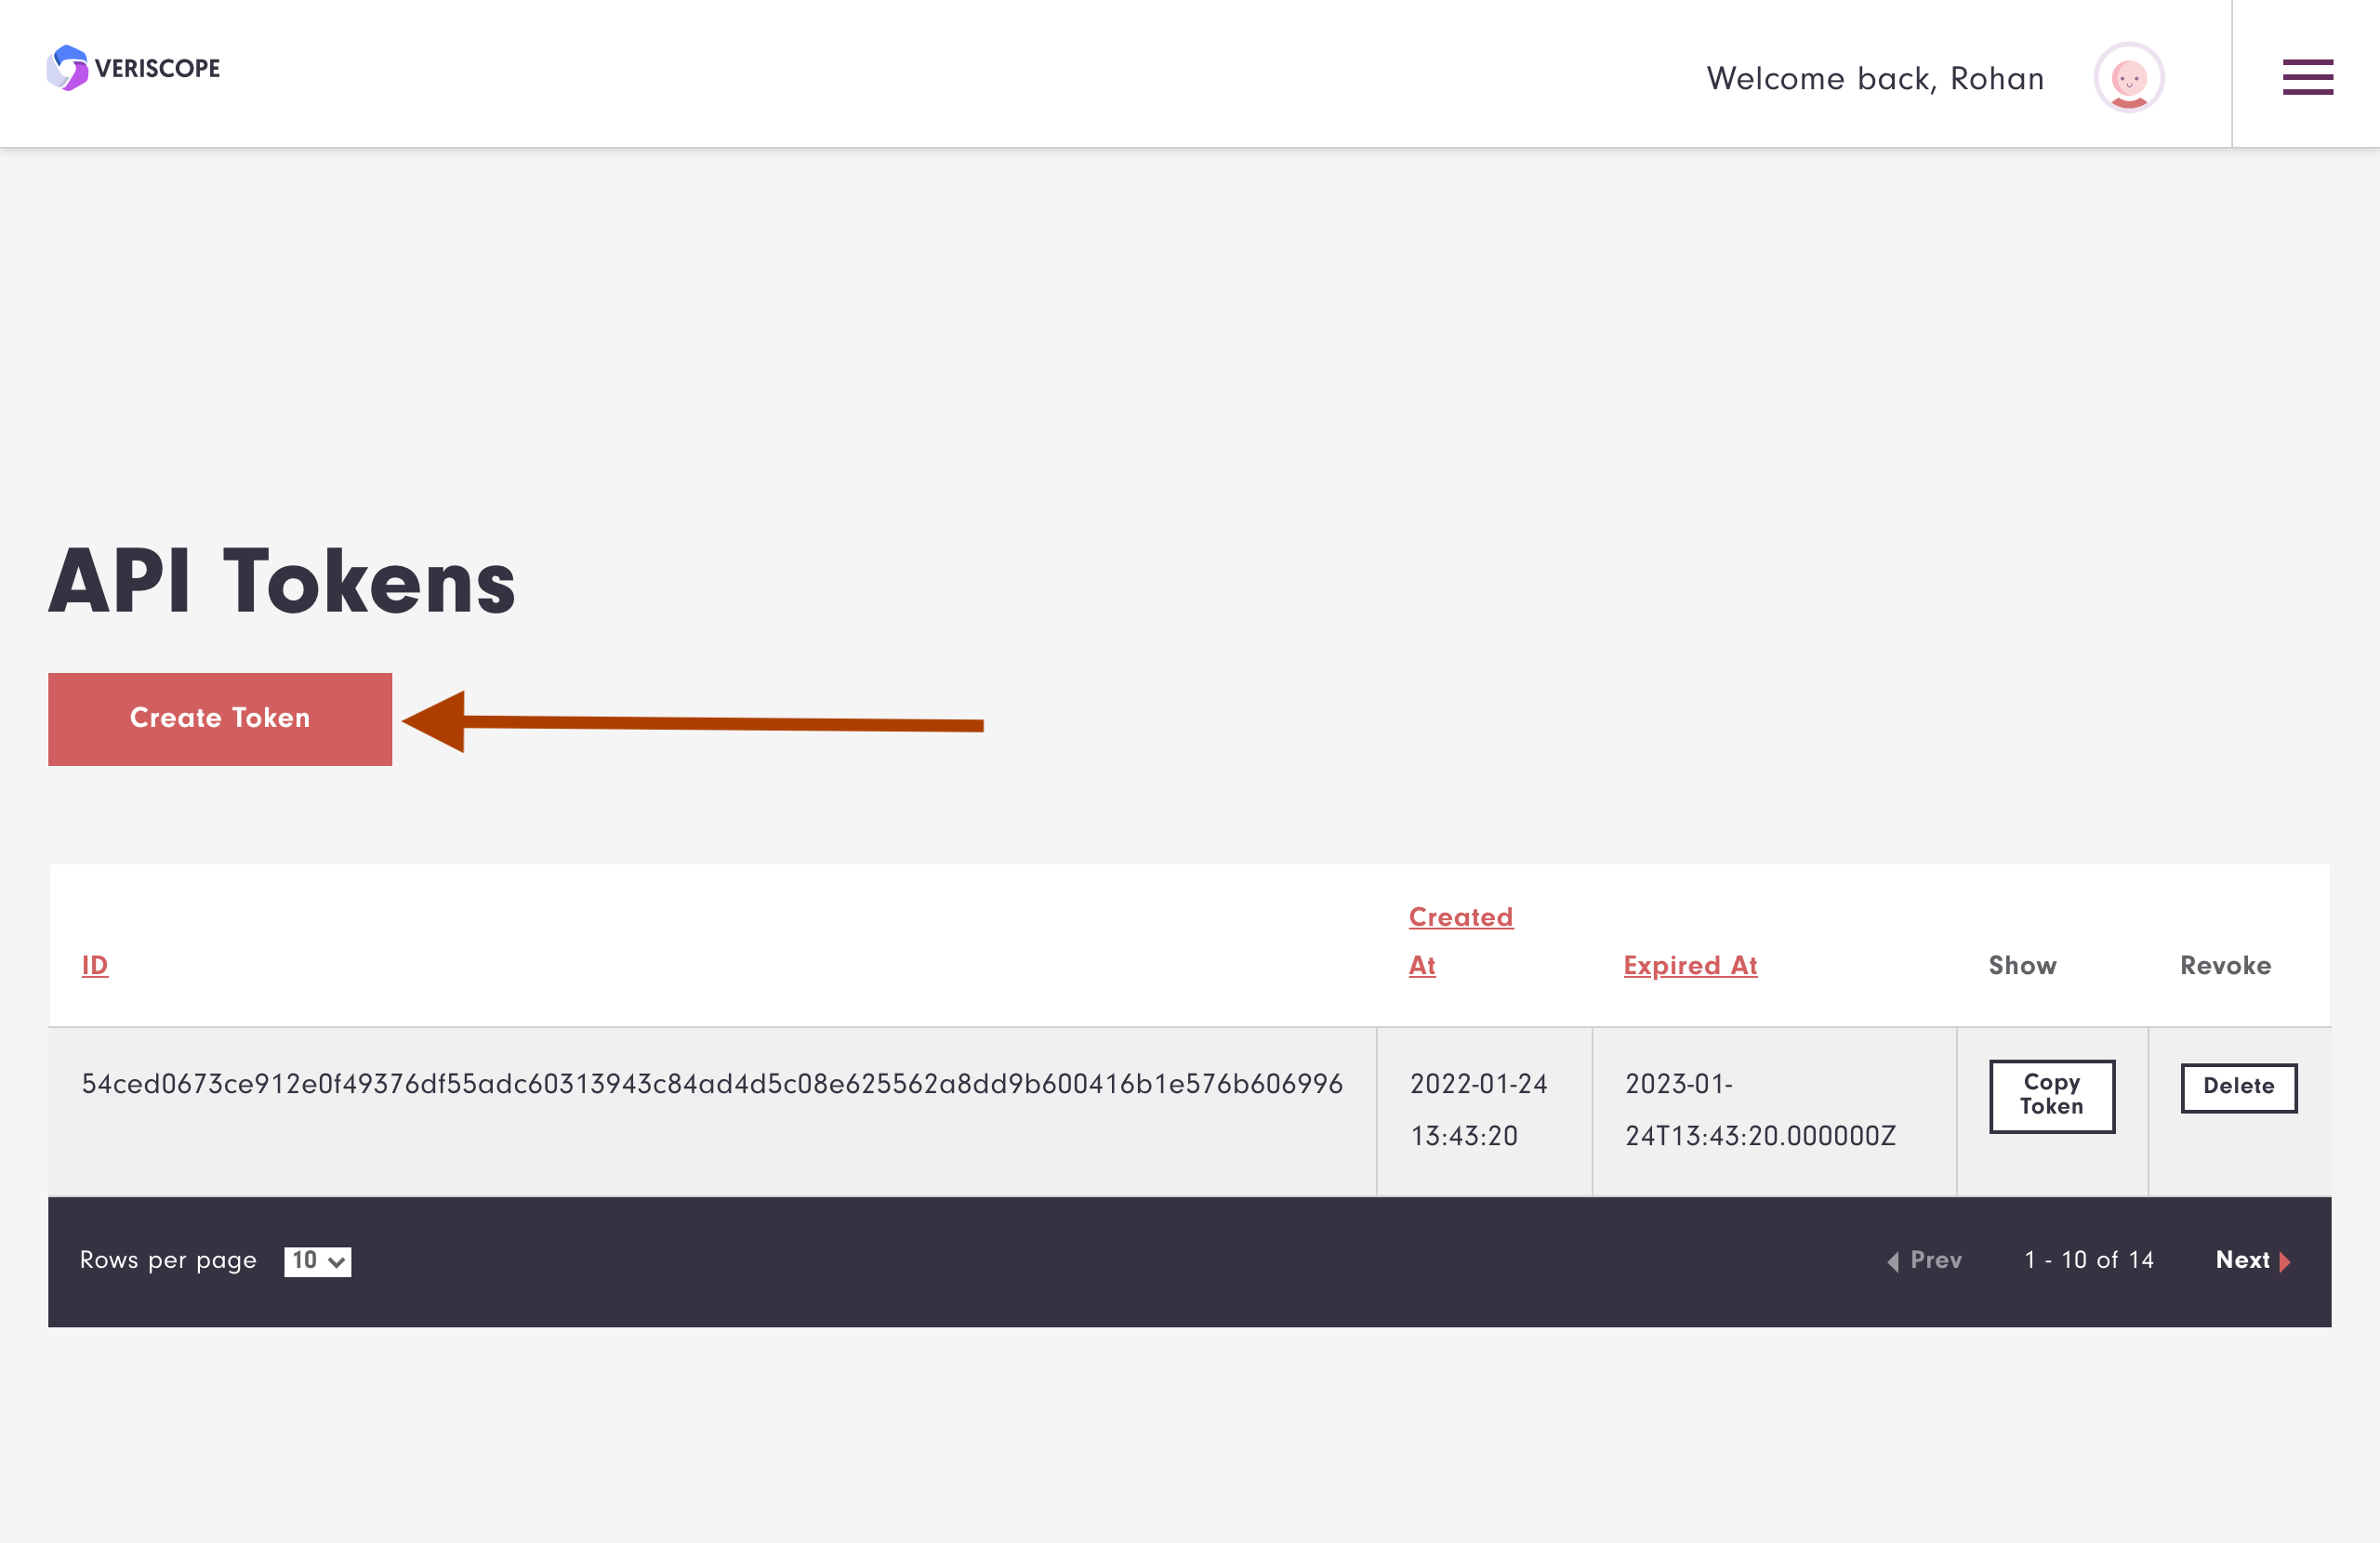 VERISCOPE
Welcome back, Rohan
API Tokens
Create Token
ID
Created
At
Expired At
Show
Revoke
54ced0673ce912e0f49376df55adc60313943c84ad4d5c08e625562a8dd9b600416b1e576b606996
2022-01-24
13:43:20
2023-01-
24T13:43:20.000000Z
Copy
Token
Delete
Rows per page
10
Prev
1 - 10 of 14
Next